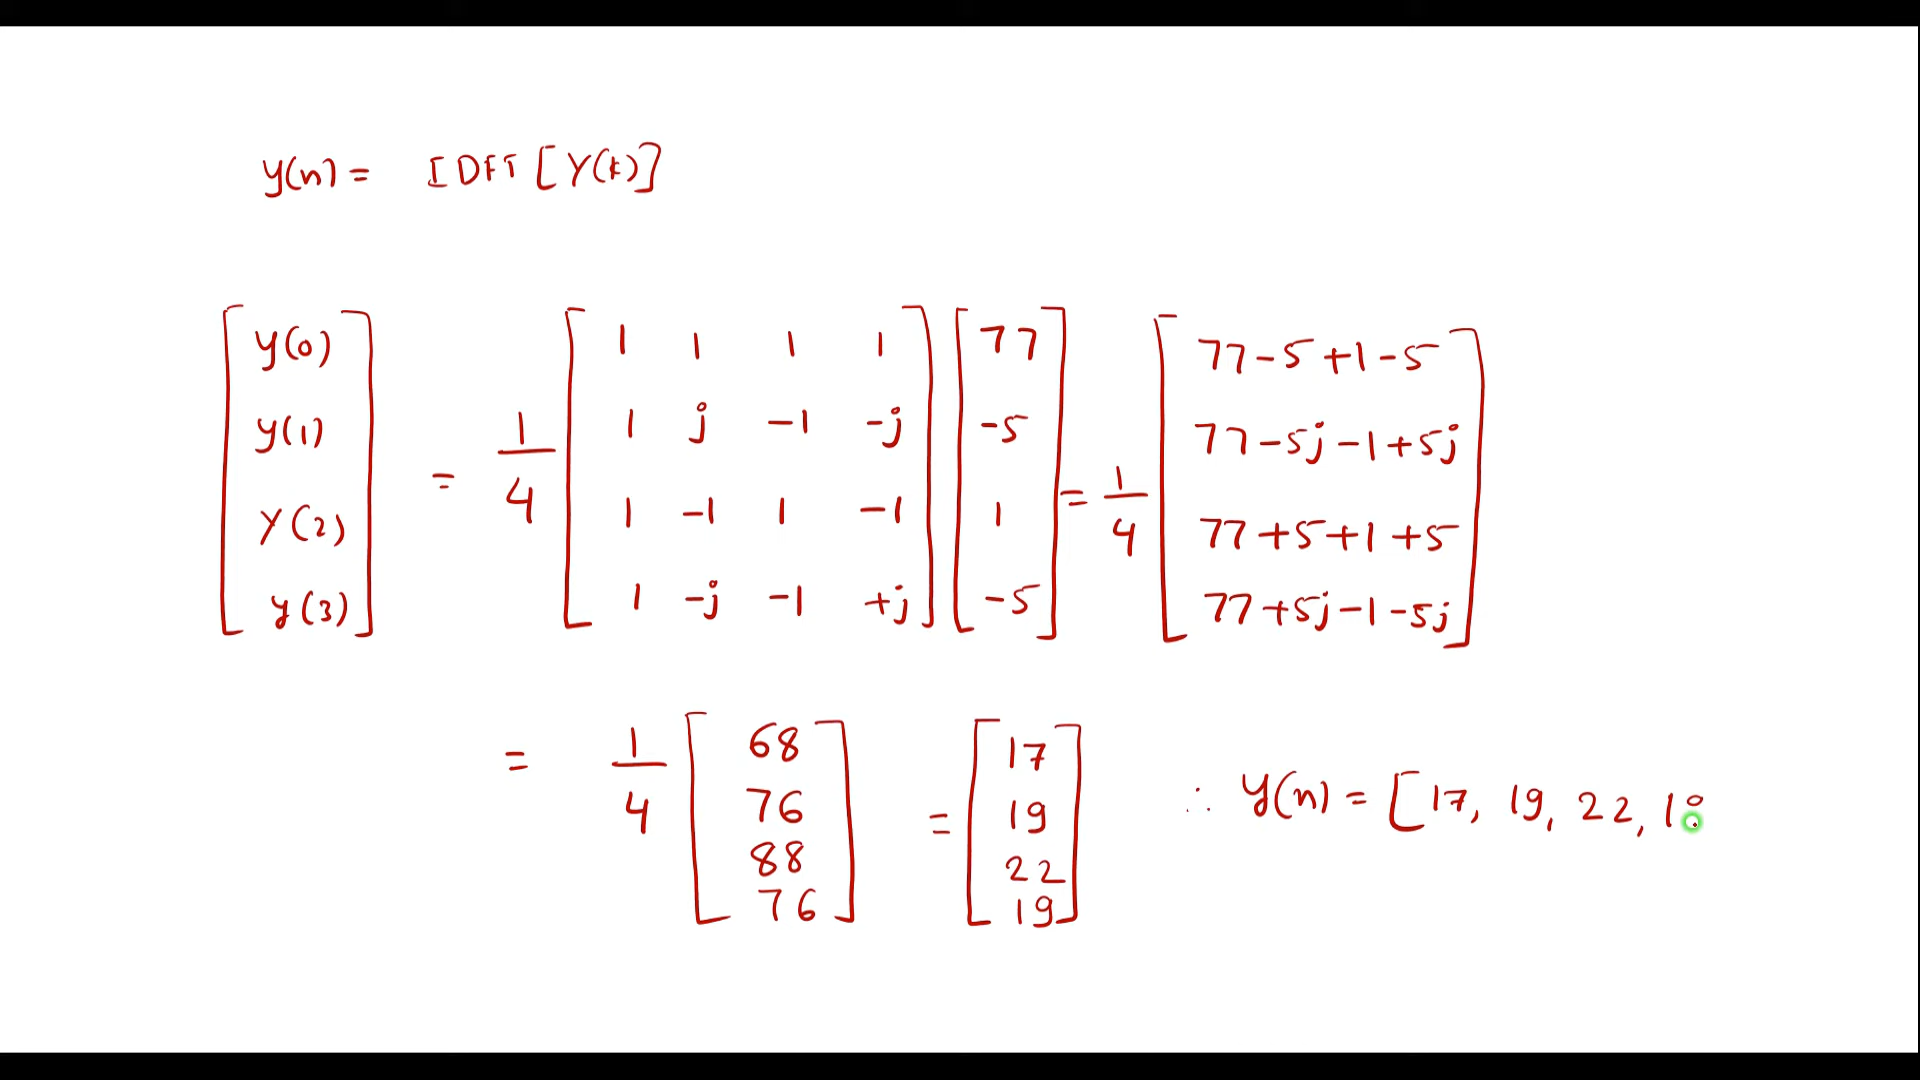 y(n) = IDFT [Y(k)]
[y(0) y(1) y(2) y(3)] = 1/4 [1 1 1 1; 1 j -1 -j; 1 -1 1 -1; 1 -j -1 +j] [77 -5 1 -5] = 1/4 [77-5+1-5; 77-5j-1+5j; 77+5+1+5; 77+5j-1-5j]
= 1/4 [68 76 88 76] = [17 19 22 19] ∴ y(n) = [17, 19, 22, 1